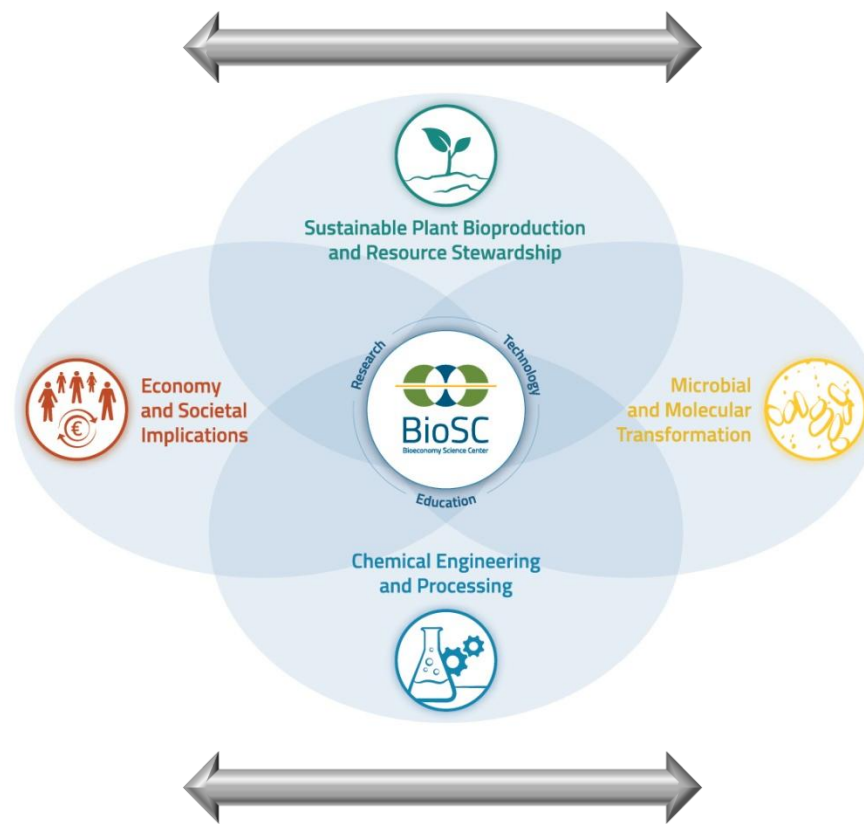 Sustainable Plant Bioproduction
and Resource Stewardship
Economy
and Societal
Implications
€
Research
Technology
BioSC
Bioeconomy Science Center
Education
Microbial
and Molecular
Transformation
Chemical Engineering
and Processing